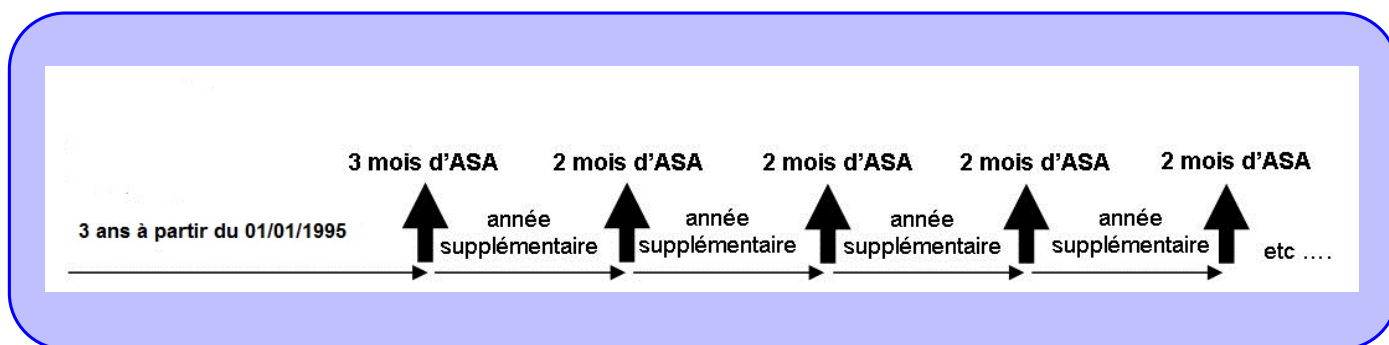 3 mois d'ASA 2 mois d'ASA 2 mois d'ASA 2 mois d'ASA 2 mois d'ASA
3 ans à partir du 01/01/1995
année
supplémentaire
année
supplémentaire
année
supplémentaire
année
supplémentaire
etc ....